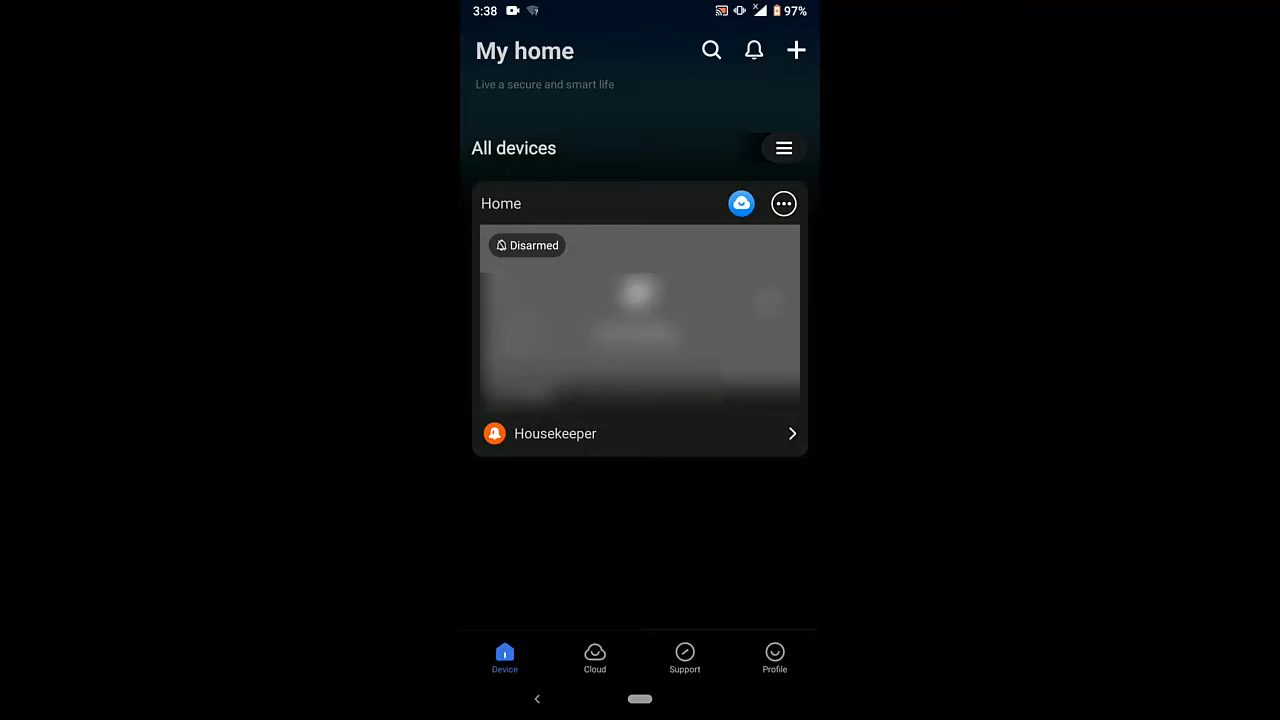 3:38
97%
My home
Live a secure and smart life
All devices
Home
Disarmed
Housekeeper
Device
Cloud
Support
Profile